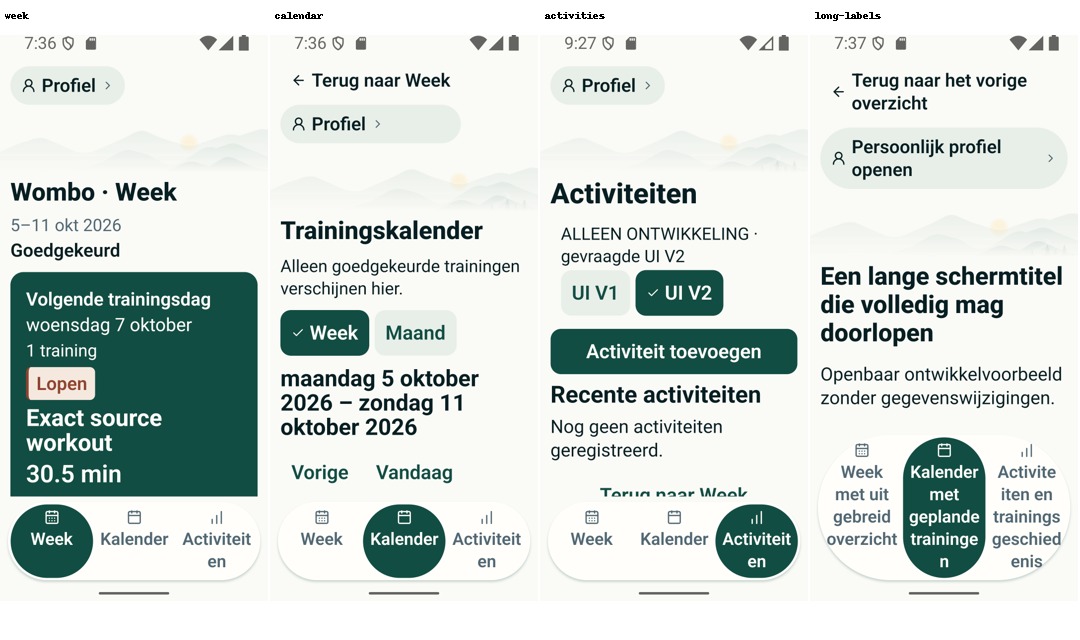 week
7:36
Profiel
Wombo · Week
5–11 okt 2026
Goedgekeurd
Volgende trainingsdag
woensdag 7 oktober
1 training
Lopen
Exact source
workout
30.5 min
Week
Kalender
Activiteit
en
calendar
7:36
Terug naar Week
Profiel
Trainingskalender
Alleen goedgekeurde trainingen
verschijnen hier.
Week
Maand
maandag 5 oktober
2026 – zondag 11
oktober 2026
Vorige
Vandaag
Week
Kalender
Activiteit
en
activities
9:27
Profiel
Activiteiten
ALLEEN ONTWIKKELING ·
gevraagde UI V2
UI V1
UI V2
Activiteit toevoegen
Recente activiteiten
Nog geen activiteiten
geregistreerd.
Terug naar Week
Week
Kalender
Activiteit
en
long-labels
7:37
Terug naar het vorige
overzicht
Persoonlijk profiel
openen
Een lange schermtitel
die volledig mag
doorlopen
Openbaar ontwikkelvoorbeeld
zonder gegevenswijzigingen.
Week
met uit
gebreid
overzicht
Kalender
met
geplande
traininge
n
Activite
iten en
trainings
geschied
enis